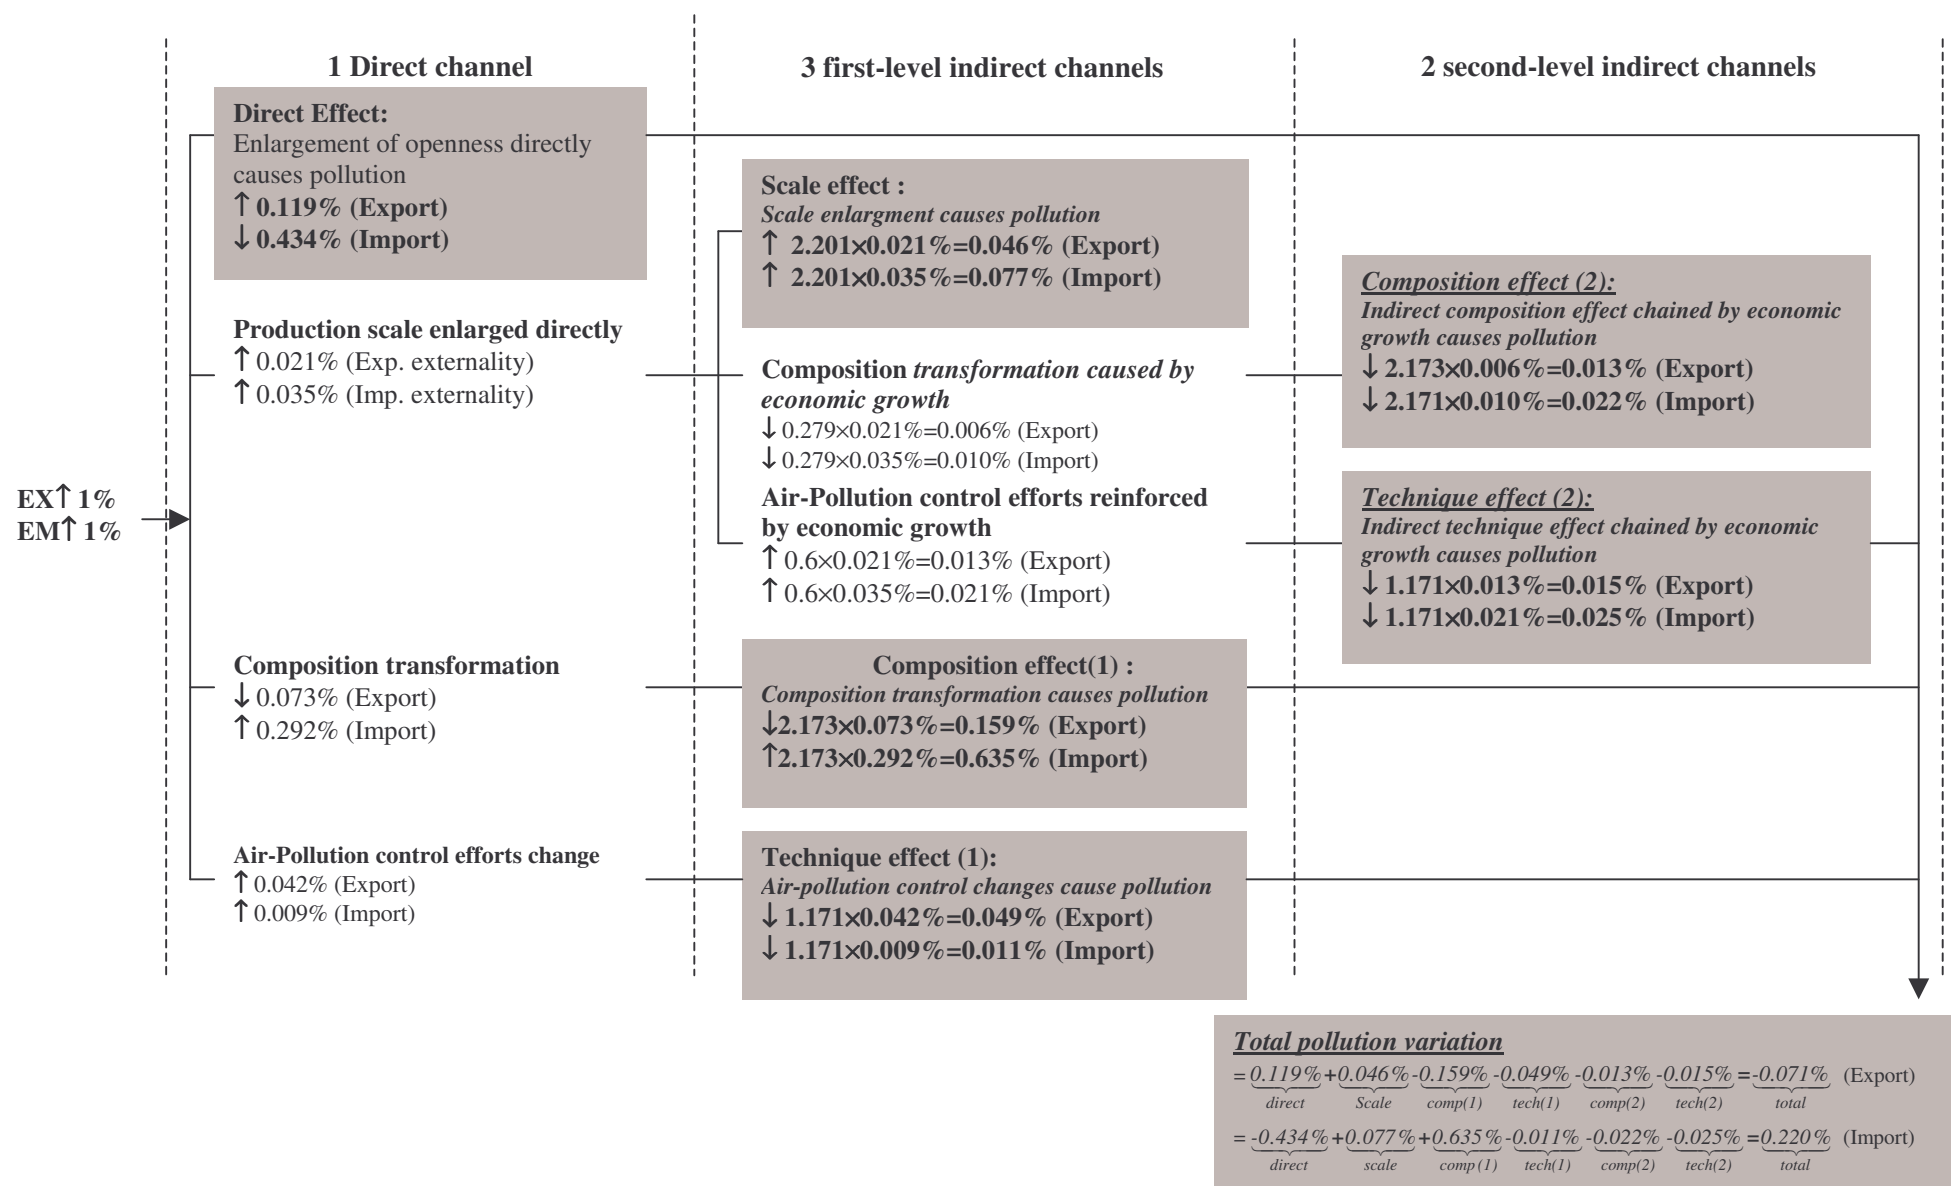 1 Direct channel
3 first-level indirect channels
2 second-level indirect channels
EX↑ 1%
EM↑ 1%
Direct Effect:
Enlargement of openness directly
causes pollution
↑ 0.119% (Export)
↓ 0.434% (Import)
Production scale enlarged directly
↑ 0.021% (Exp. externality)
↑ 0.035% (Imp. externality)
Composition transformation
↓ 0.073% (Export)
↑ 0.292% (Import)
Air-Pollution control efforts change
↑ 0.042% (Export)
↑ 0.009% (Import)
Scale effect :
Scale enlargment causes pollution
↑ 2.201×0.021%=0.046% (Export)
↑ 2.201×0.035%=0.077% (Import)
Composition transformation caused by
economic growth
↓ 0.279×0.021%=0.006% (Export)
↓ 0.279×0.035%=0.010% (Import)
Air-Pollution control efforts reinforced
by economic growth
↑ 0.6×0.021%=0.013% (Export)
↑ 0.6×0.035%=0.021% (Import)
Composition effect(1) :
Composition transformation causes pollution
↓2.173×0.073%=0.159% (Export)
↑2.173×0.292%=0.635% (Import)
Technique effect (1):
Air-pollution control changes cause pollution
↓ 1.171×0.042%=0.049% (Export)
↓ 1.171×0.009%=0.011% (Import)
Composition effect (2):
Indirect composition effect chained by economic
growth causes pollution
↓ 2.173×0.006%=0.013% (Export)
↓ 2.171×0.010%=0.022% (Import)
Technique effect (2):
Indirect technique effect chained by economic
growth causes pollution
↓ 1.171×0.013%=0.015% (Export)
↓ 1.171×0.021%=0.025% (Import)
Total pollution variation
= 0.119%+0.046%-0.159%-0.049%-0.013%-0.015%=-0.071% (Export)
direct Scale comp(1) tech(1) comp(2) tech(2) total
= -0.434%+0.077%+0.635%-0.011%-0.022%-0.025%=0.220% (Import)
direct scale comp(1) tech(1) comp(2) tech(2) total